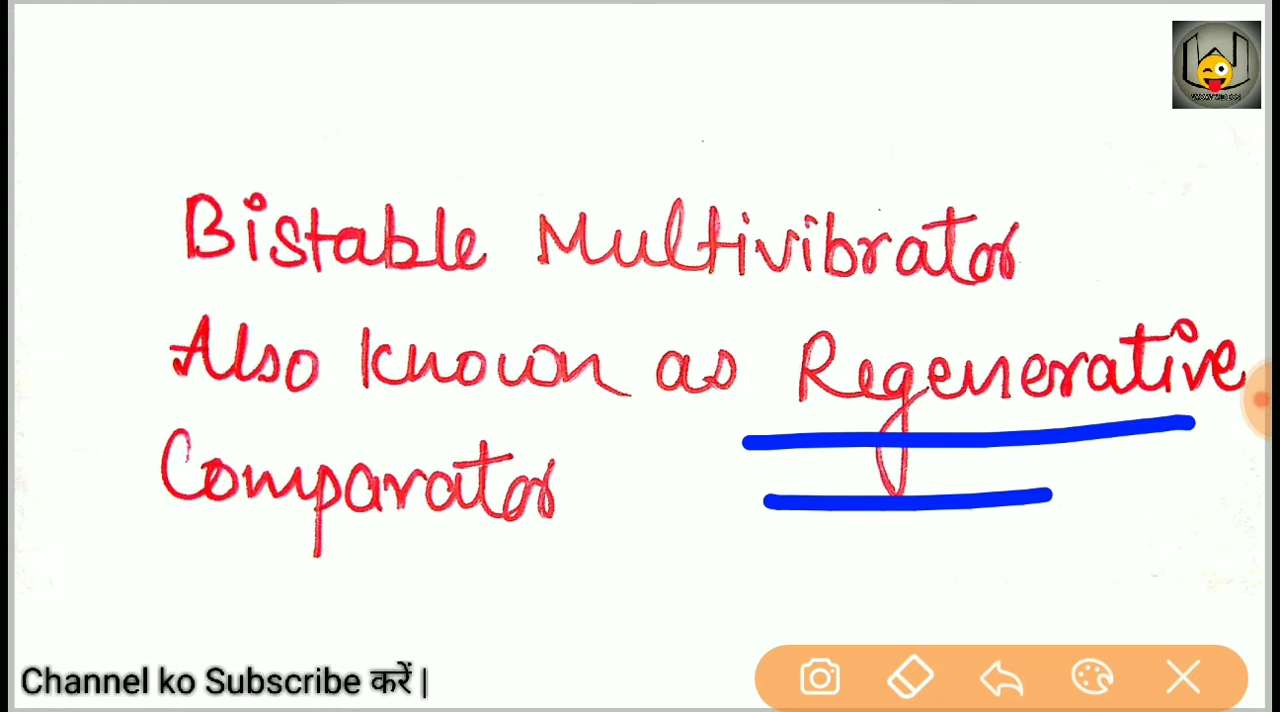 Bistable Multivibrator
Also known as Regenerative
Comparator
Channel ko Subscribe करें |